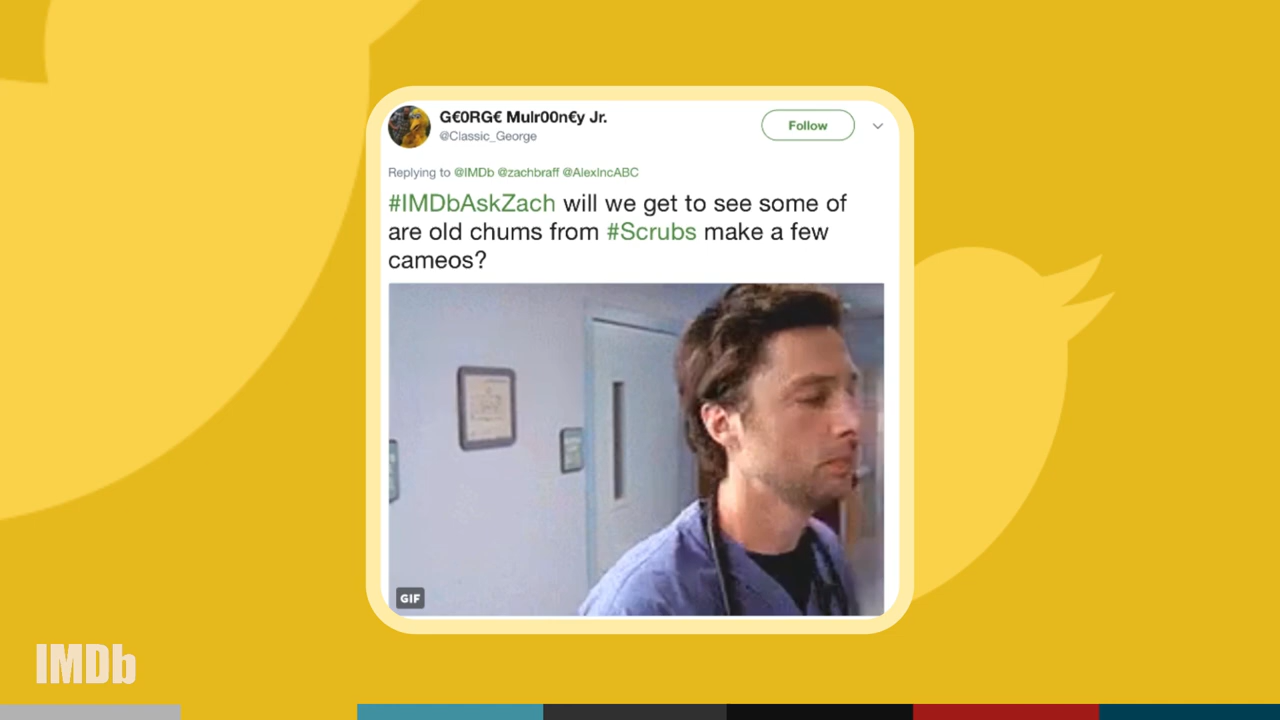 G€0RG€ Mulr00n€y Jr.
@Classic_George
Follow
Replying to @IMDb @zachbraff @AlexIncABC
#IMDbAskZach will we get to see some of
are old chums from #Scrubs make a few
cameos?
GIF
IMDb